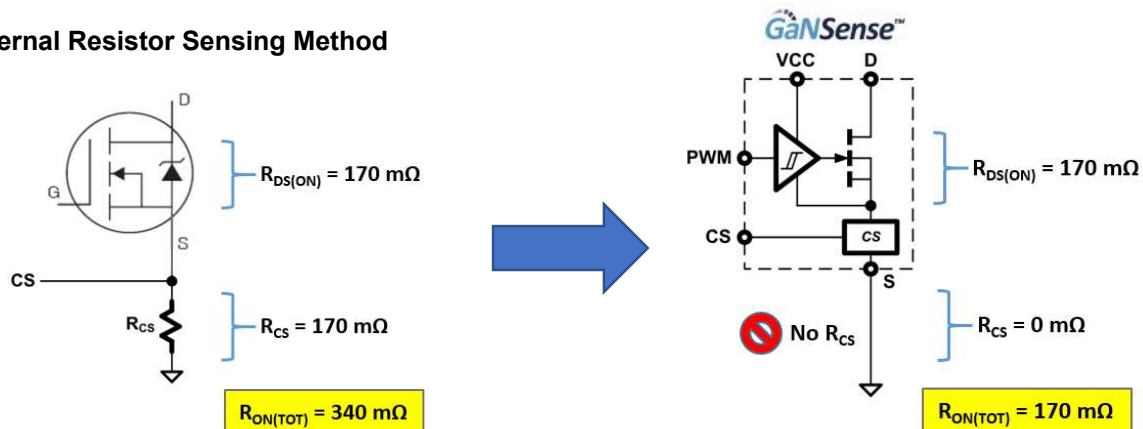 ernal Resistor Sensing Method
D
G
S
R_DS(ON) = 170 mΩ
CS
R_CS
R_CS = 170 mΩ
R_ON(TOT) = 340 mΩ
GaNSense™
VCC
D
PWM
R_DS(ON) = 170 mΩ
CS
CS
S
No R_CS
R_CS = 0 mΩ
R_ON(TOT) = 170 mΩ